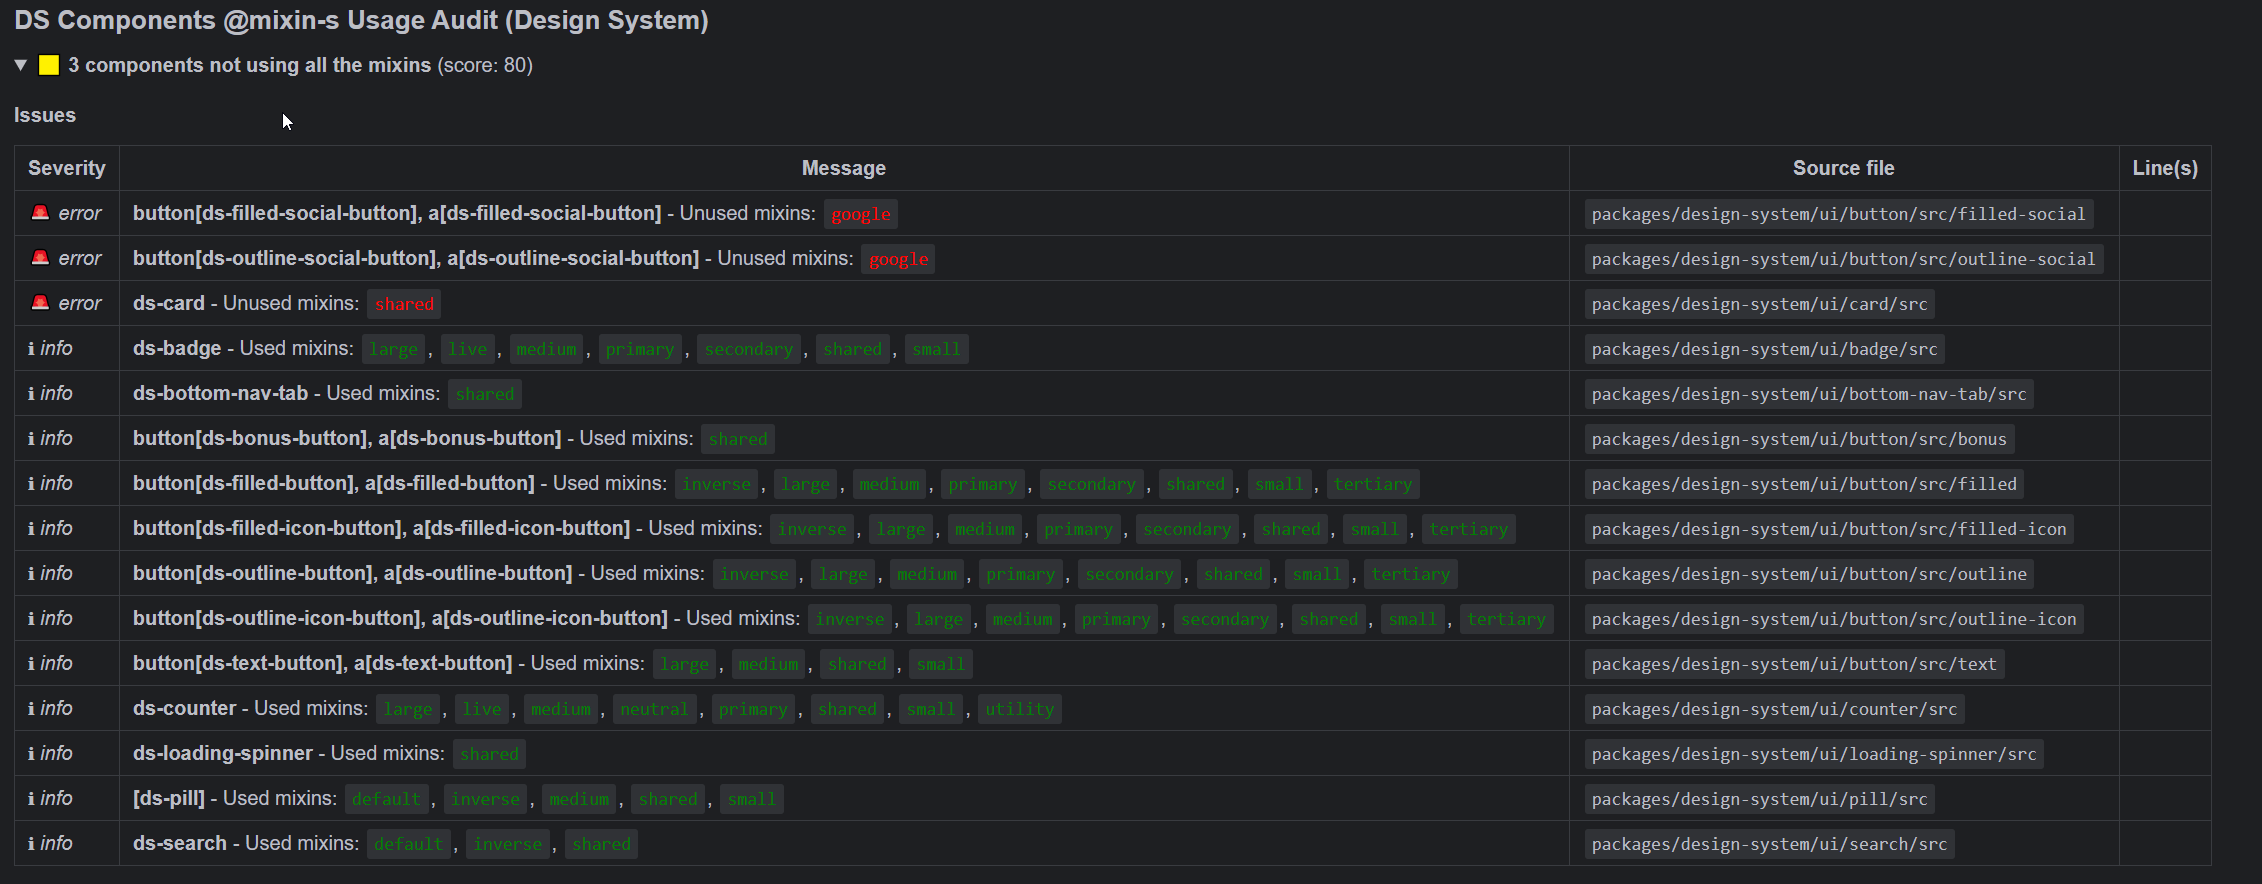 DS Components @mixin-s Usage Audit (Design System)
3 components not using all the mixins (score: 80)
Issues
Severity Message Source file Line(s)
error button[ds-filled-social-button], a[ds-filled-social-button] - Unused mixins: google packages/design-system/ui/button/src/filled-social
error button[ds-outline-social-button], a[ds-outline-social-button] - Unused mixins: google packages/design-system/ui/button/src/outline-social
error ds-card - Unused mixins: shared packages/design-system/ui/card/src
info ds-badge - Used mixins: large, live, medium, primary, secondary, shared, small packages/design-system/ui/badge/src
info ds-bottom-nav-tab - Used mixins: shared packages/design-system/ui/bottom-nav-tab/src
info button[ds-bonus-button], a[ds-bonus-button] - Used mixins: shared packages/design-system/ui/button/src/bonus
info button[ds-filled-button], a[ds-filled-button] - Used mixins: inverse, large, medium, primary, secondary, shared, small, tertiary packages/design-system/ui/button/src/filled
info button[ds-filled-icon-button], a[ds-filled-icon-button] - Used mixins: inverse, large, medium, primary, secondary, shared, small, tertiary packages/design-system/ui/button/src/filled-icon
info button[ds-outline-button], a[ds-outline-button] - Used mixins: inverse, large, medium, primary, secondary, shared, small, tertiary packages/design-system/ui/button/src/outline
info button[ds-outline-icon-button], a[ds-outline-icon-button] - Used mixins: inverse, large, medium, primary, secondary, shared, small, tertiary packages/design-system/ui/button/src/outline-icon
info button[ds-text-button], a[ds-text-button] - Used mixins: large, medium, shared, small packages/design-system/ui/button/src/text
info ds-counter - Used mixins: large, live, medium, neutral, primary, shared, small, utility packages/design-system/ui/counter/src
info ds-loading-spinner - Used mixins: shared packages/design-system/ui/loading-spinner/src
info [ds-pill] - Used mixins: default, inverse, medium, shared, small packages/design-system/ui/pill/src
info ds-search - Used mixins: default, inverse, shared packages/design-system/ui/search/src